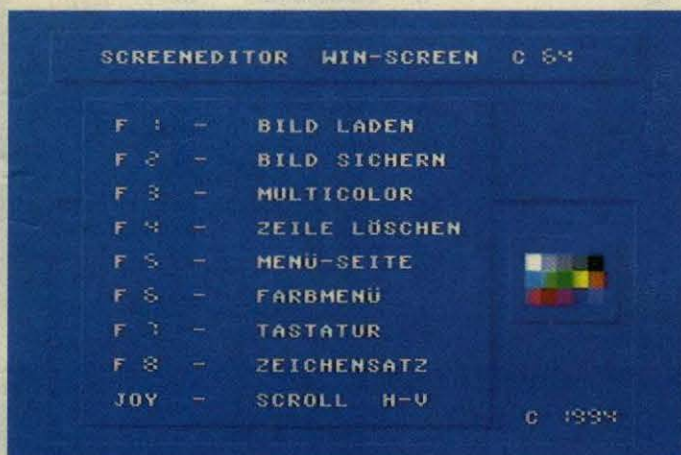 SCREENEDITOR WIN-SCREEN C 64
F 1 - BILD LADEN
F 2 - BILD SICHERN
F 3 - MULTICOLOR
F 4 - ZEILE LÖSCHEN
F 5 - MENÜ-SEITE
F 6 - FARBMENÜ
F 7 - TASTATUR
F 8 - ZEICHENSATZ
JOY - SCROLL H-V
C 1994